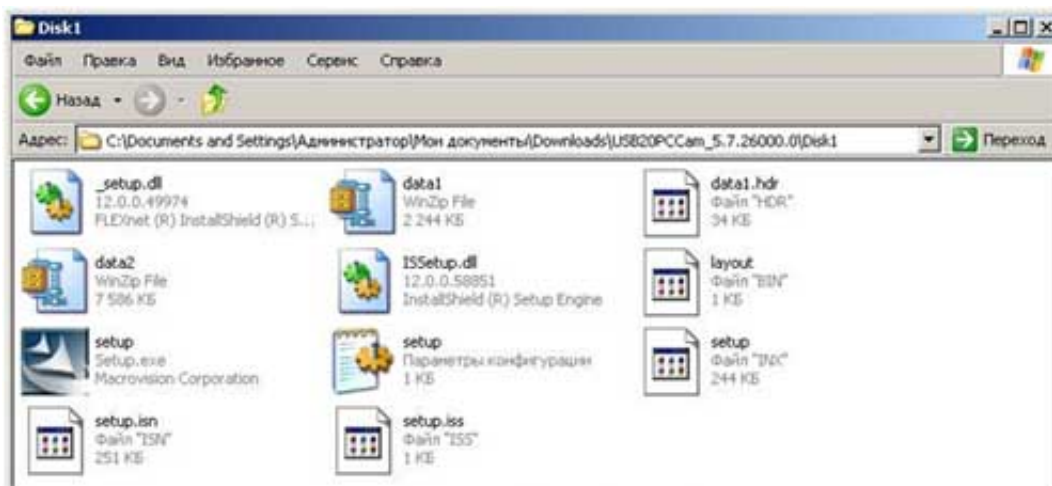 Disk1
Файл Правка Вид Избранное Сервис Справка
Назад
Адрес: C:\Documents and Settings\Администратор\Мои документы\Downloads\USB20PCCam_5.7.26000.0\Disk1 Переход
_setup.dll
12.0.0.49974
FLEXnet (R) InstallShield (R) S...
data1
WinZip File
2 244 КБ
data1.hdr
Файл "HDR"
34 КБ
data2
WinZip File
7 586 КБ
ISSetup.dll
12.0.0.58851
InstallShield (R) Setup Engine
layout
Файл "BIN"
1 КБ
setup
Setup.exe
Macrovision Corporation
setup
Параметры конфигурации
1 КБ
setup
Файл "INX"
244 КБ
setup.isn
Файл "ISN"
251 КБ
setup.iss
Файл "ISS"
1 КБ